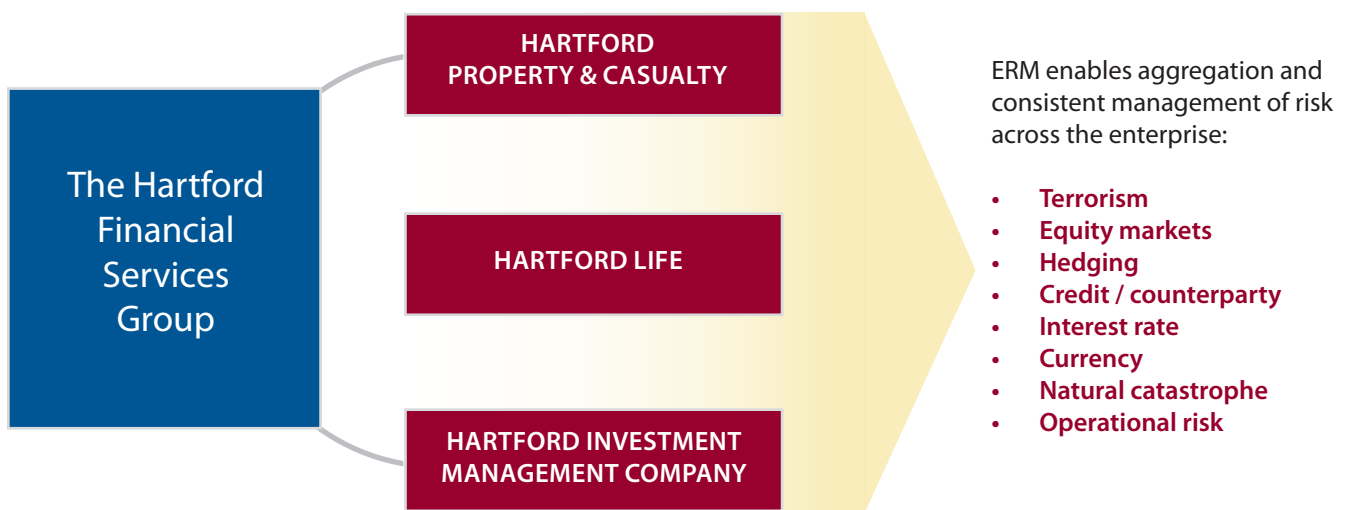 The Hartford
Financial
Services
Group
HARTFORD
PROPERTY & CASUALTY
HARTFORD LIFE
HARTFORD INVESTMENT
MANAGEMENT COMPANY
ERM enables aggregation and
consistent management of risk
across the enterprise:
• Terrorism
• Equity markets
• Hedging
• Credit / counterparty
• Interest rate
• Currency
• Natural catastrophe
• Operational risk